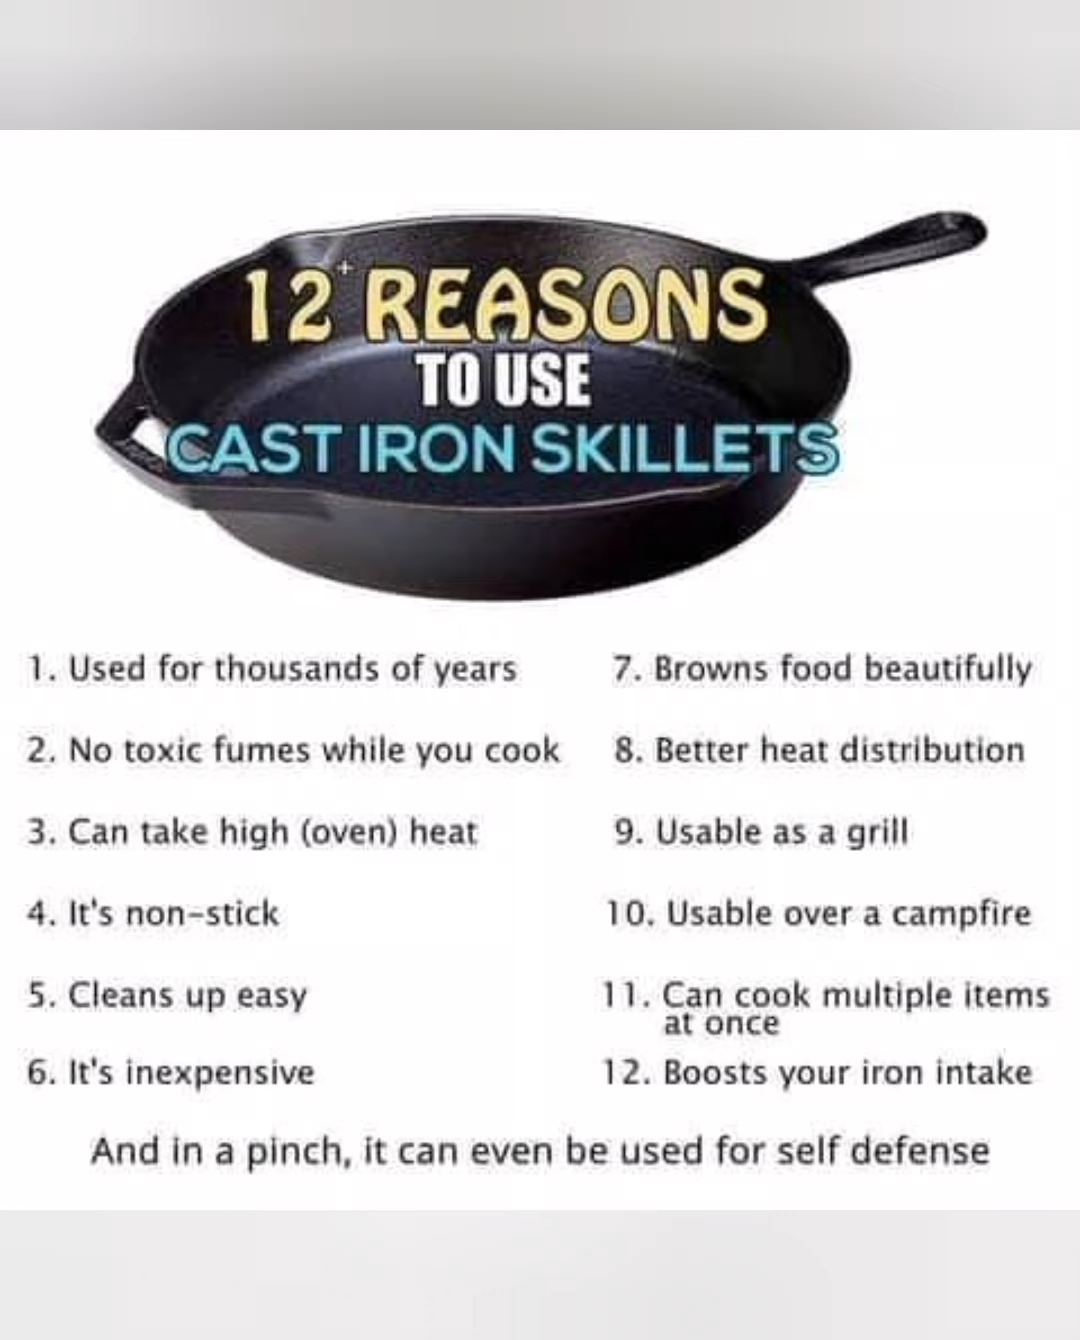 12+ REASONS
TO USE
CAST IRON SKILLETS
1. Used for thousands of years
2. No toxic fumes while you cook
3. Can take high (oven) heat
4. It's non-stick
5. Cleans up easy
6. It's inexpensive
7. Browns food beautifully
8. Better heat distribution
9. Usable as a grill
10. Usable over a campfire
11. Can cook multiple items
at once
12. Boosts your iron intake
And in a pinch, it can even be used for self defense